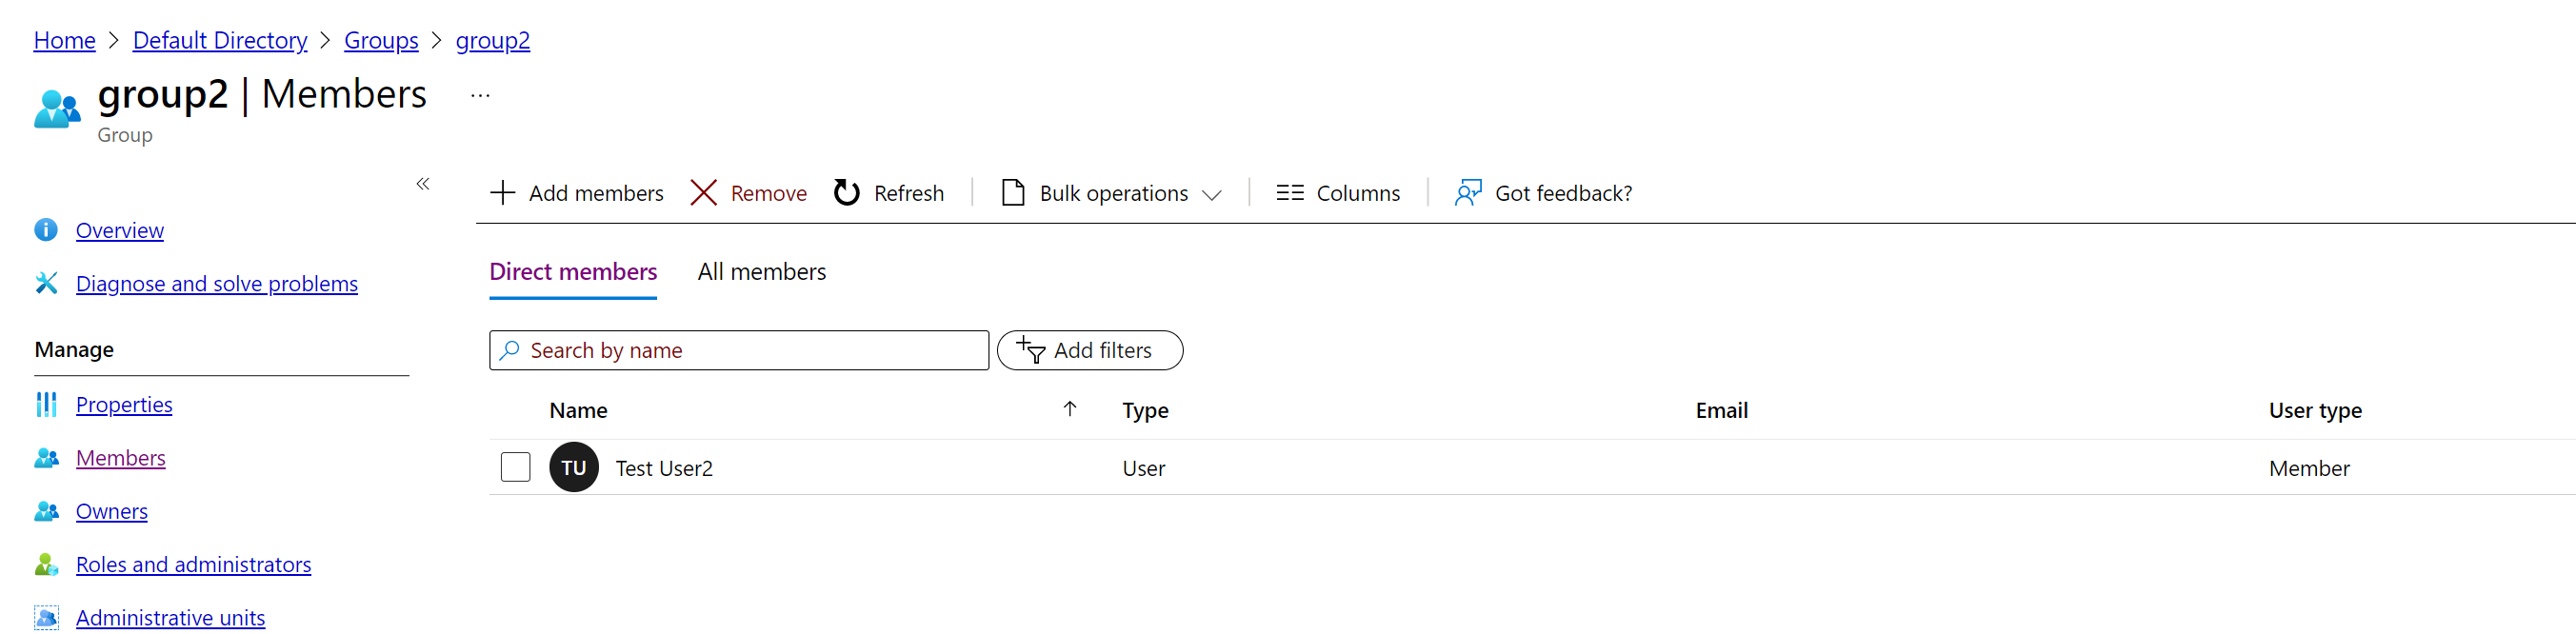 Home > Default Directory > Groups > group2
group2 | Members ...
Group
«
Overview
Diagnose and solve problems
Manage
Properties
Members
Owners
Roles and administrators
Administrative units
Add members Remove Refresh Bulk operations Columns Got feedback?
Direct members All members
Search by name Add filters
Name ↑ Type Email User type
TU Test User2 User Member